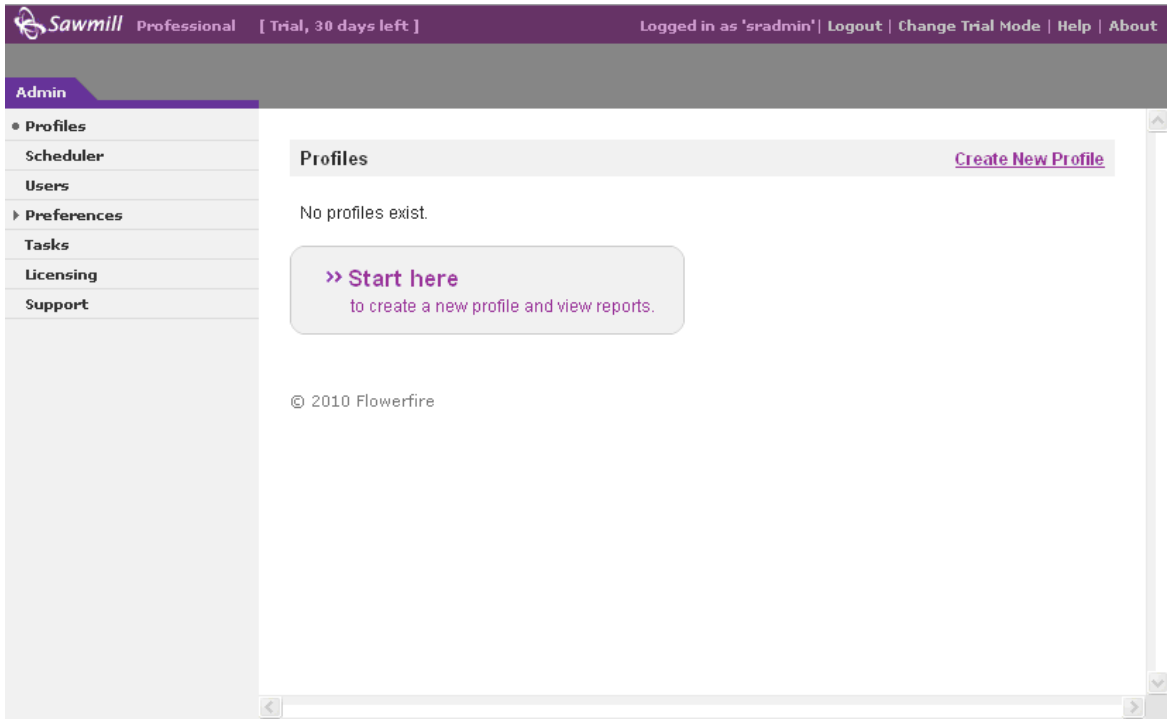 Sawmill Professional [ Trial, 30 days left ] Logged in as 'sradmin'| Logout | Change Trial Mode | Help | About
Admin
Profiles
Scheduler
Users
Preferences
Tasks
Licensing
Support
Profiles Create New Profile
No profiles exist.
>> Start here
to create a new profile and view reports.
© 2010 Flowerfire